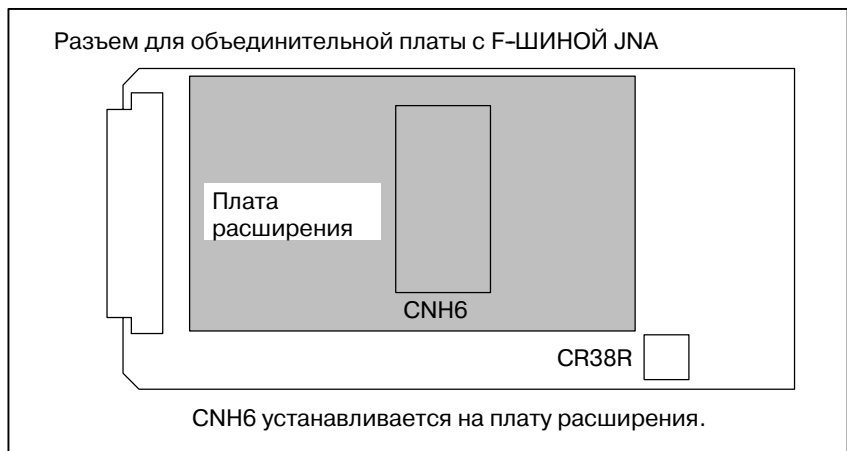 Разъем для объединительной платы с F-ШИНОЙ JNA
Плата
расширения
CNH6
CR38R
CNH6 устанавливается на плату расширения.